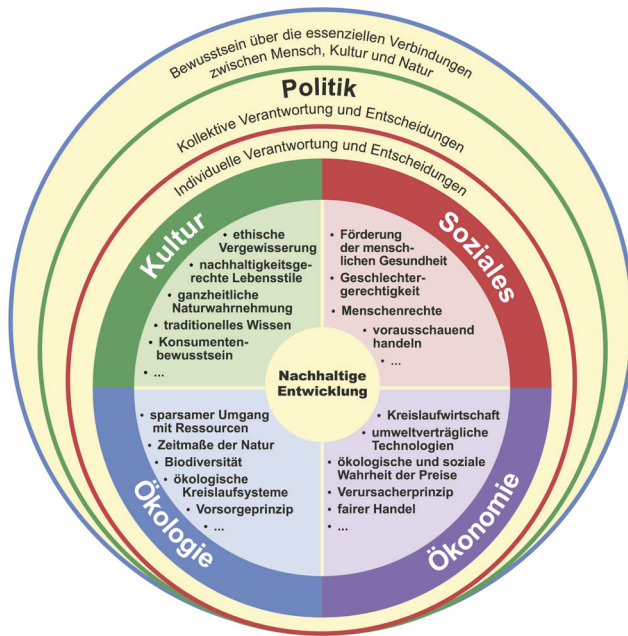 Bewusstsein über die essenziellen Verbindungen
zwischen Mensch, Kultur und Natur
Politik
Kollektive Verantwortung und Entscheidungen
Individuelle Verantwortung und Entscheidungen
Kultur
• ethische
Vergewisserung
• nachhaltigkeitsge-
rechte Lebensstile
• ganzheitliche
Naturwahrnehmung
• traditionelles Wissen
• Konsumenten-
bewusstsein
• ...
Soziales
• Förderung
der mensch-
lichen Gesundheit
• Geschlechter-
gerechtigkeit
• Menschenrechte
• vorausschauend
handeln
• ...
Nachhaltige
Entwicklung
Ökologie
• sparsamer Umgang
mit Ressourcen
• Zeitmaße der Natur
• Biodiversität
• ökologische
Kreislaufsysteme
• Vorsorgeprinzip
• ...
Ökonomie
• Kreislaufwirtschaft
• umweltverträgliche
Technologien
• ökologische und soziale
Wahrheit der Preise
• Verursacherprinzip
• fairer Handel
• ...